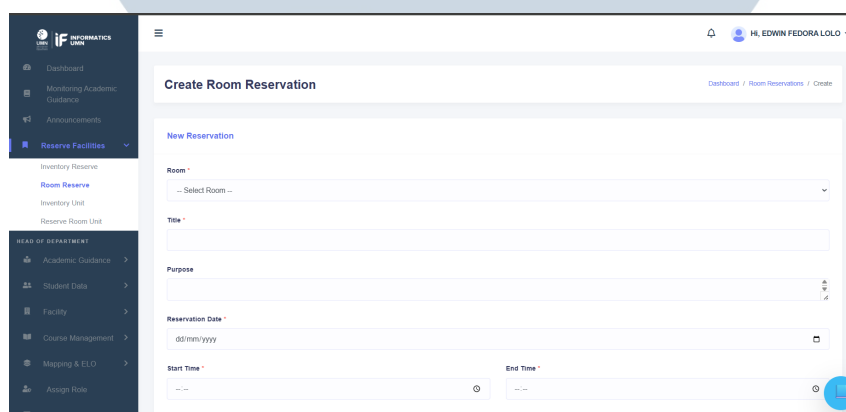 UMN
iF INFORMATICS
UMN
Hi, EDWIN FEDORA LOLO
Dashboard
Monitoring Academic
Guidance
Announcements
Reserve Facilities
Inventory Reserve
Room Reserve
Inventory Unit
Reserve Room Unit
HEAD OF DEPARTMENT
Academic Guidance
Student Data
Facility
Course Management
Mapping & ELO
Assign Role
Create Room Reservation
Dashboard / Room Reservations / Create
New Reservation
Room *
-- Select Room --
Title *
Purpose
Reservation Date *
dd/mm/yyyy
Start Time *
End Time *
--:--
--:--